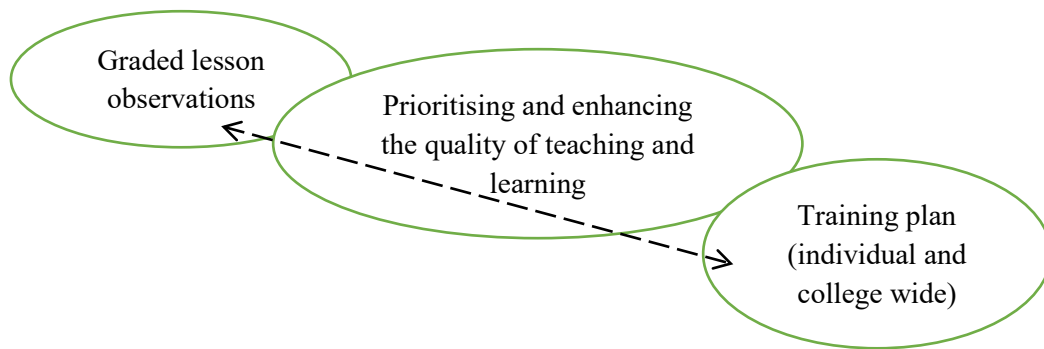 Graded lesson
observations
Prioritising and enhancing
the quality of teaching and
learning
Training plan
(individual and
college wide)